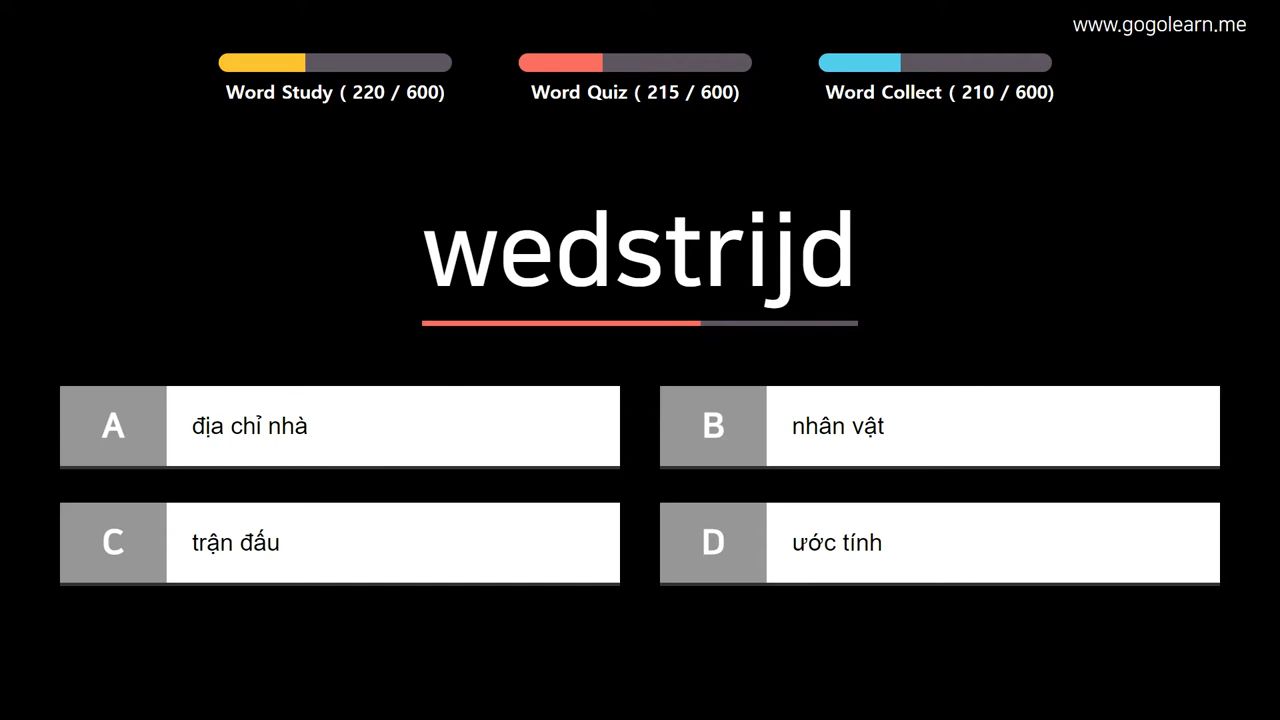 www.gogolearn.me
Word Study ( 220 / 600)
Word Quiz ( 215 / 600)
Word Collect ( 210 / 600)
wedstrijd
A địa chỉ nhà
B nhân vật
C trận đấu
D ước tính